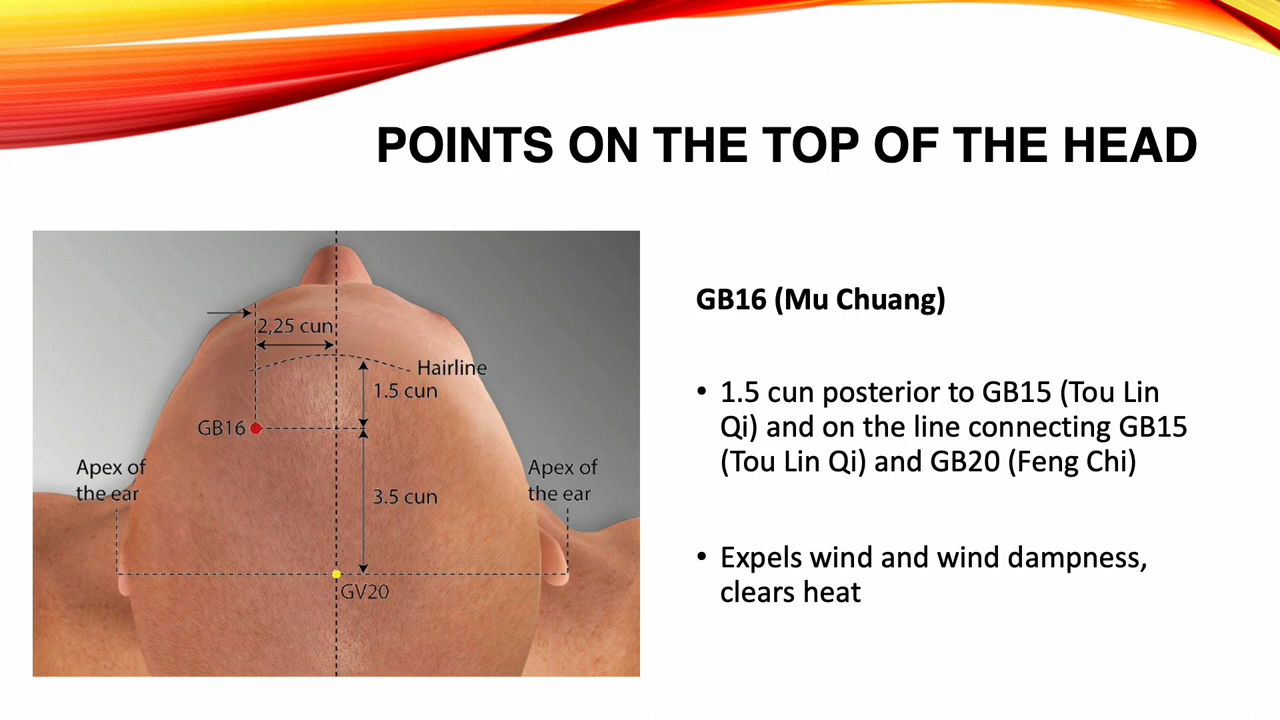 POINTS ON THE TOP OF THE HEAD
2,25 cun
Hairline
1.5 cun
GB16
Apex of
the ear
Apex of
the ear
3.5 cun
GV20
GB16 (Mu Chuang)
• 1.5 cun posterior to GB15 (Tou Lin
Qi) and on the line connecting GB15
(Tou Lin Qi) and GB20 (Feng Chi)
• Expels wind and wind dampness,
clears heat